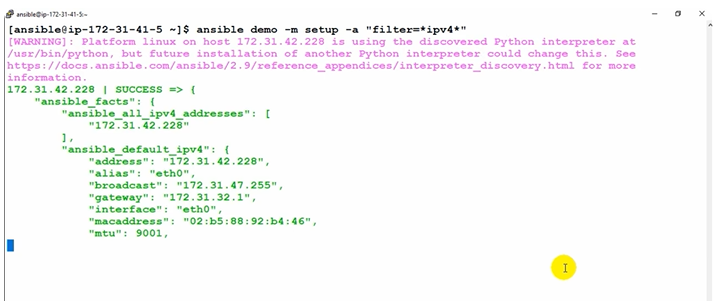 ansible@ip-172-31-41-5:~
[ansible@ip-172-31-41-5 ~]$ ansible demo -m setup -a "filter=*ipv4*"
[WARNING]: Platform linux on host 172.31.42.228 is using the discovered Python interpreter at
/usr/bin/python, but future installation of another Python interpreter could change this. See
https://docs.ansible.com/ansible/2.9/reference_appendices/interpreter_discovery.html for more
information.
172.31.42.228 | SUCCESS => {
    "ansible_facts": {
        "ansible_all_ipv4_addresses": [
            "172.31.42.228"
        ],
        "ansible_default_ipv4": {
            "address": "172.31.42.228",
            "alias": "eth0",
            "broadcast": "172.31.47.255",
            "gateway": "172.31.32.1",
            "interface": "eth0",
            "macaddress": "02:b5:88:92:b4:46",
            "mtu": 9001,